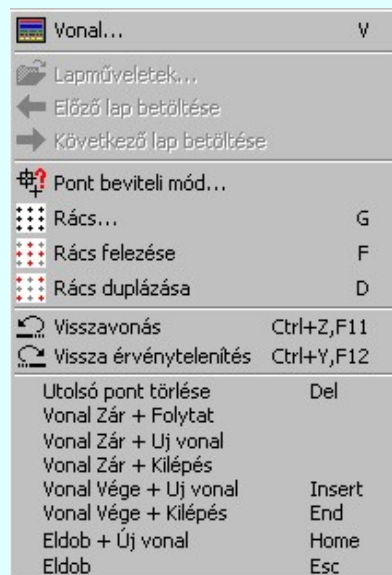 Vonal... V
Lapműveletek...
Előző lap betöltése
Következő lap betöltése
Pont beviteli mód...
Rács... G
Rács felezése F
Rács duplázása D
Visszavonás Ctrl+Z,F11
Vissza érvénytelenítés Ctrl+Y,F12
Utolsó pont törlése Del
Vonal Zár + Folytat
Vonal Zár + Uj vonal
Vonal Zár + Kilépés
Vonal Vége + Uj vonal Insert
Vonal Vége + Kilépés End
Eldob + Új vonal Home
Eldob Esc